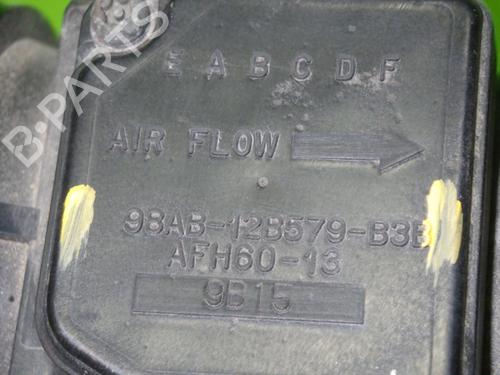 B-PARTS
E A B C D F
AIR FLOW
98AB-12B579-B3B
AFH60-13
9B15